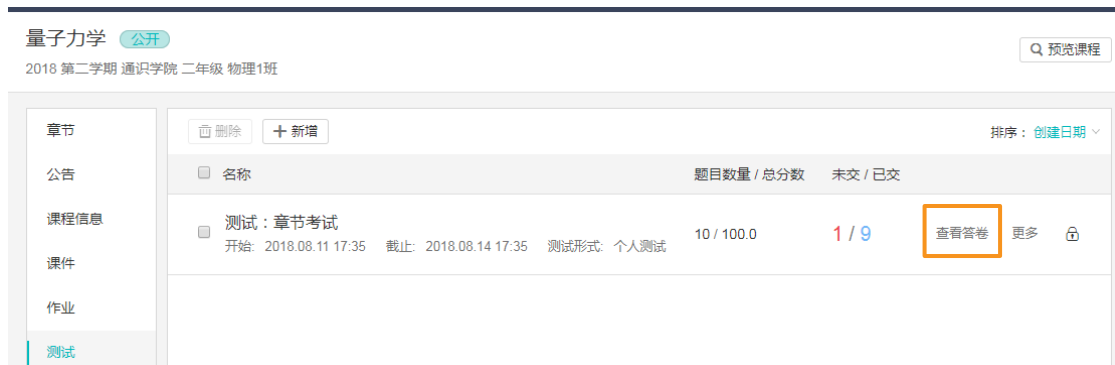 量子力学 公开
2018 第二学期 通识学院 二年级 物理1班
预览课程
章节
公告
课程信息
课件
作业
测试
删除 新增 排序：创建日期
名称 题目数量 / 总分数 未交 / 已交
测试：章节考试
开始: 2018.08.11 17:35 截止: 2018.08.14 17:35 测试形式: 个人测试
10 / 100.0 1 / 9 查看答卷 更多